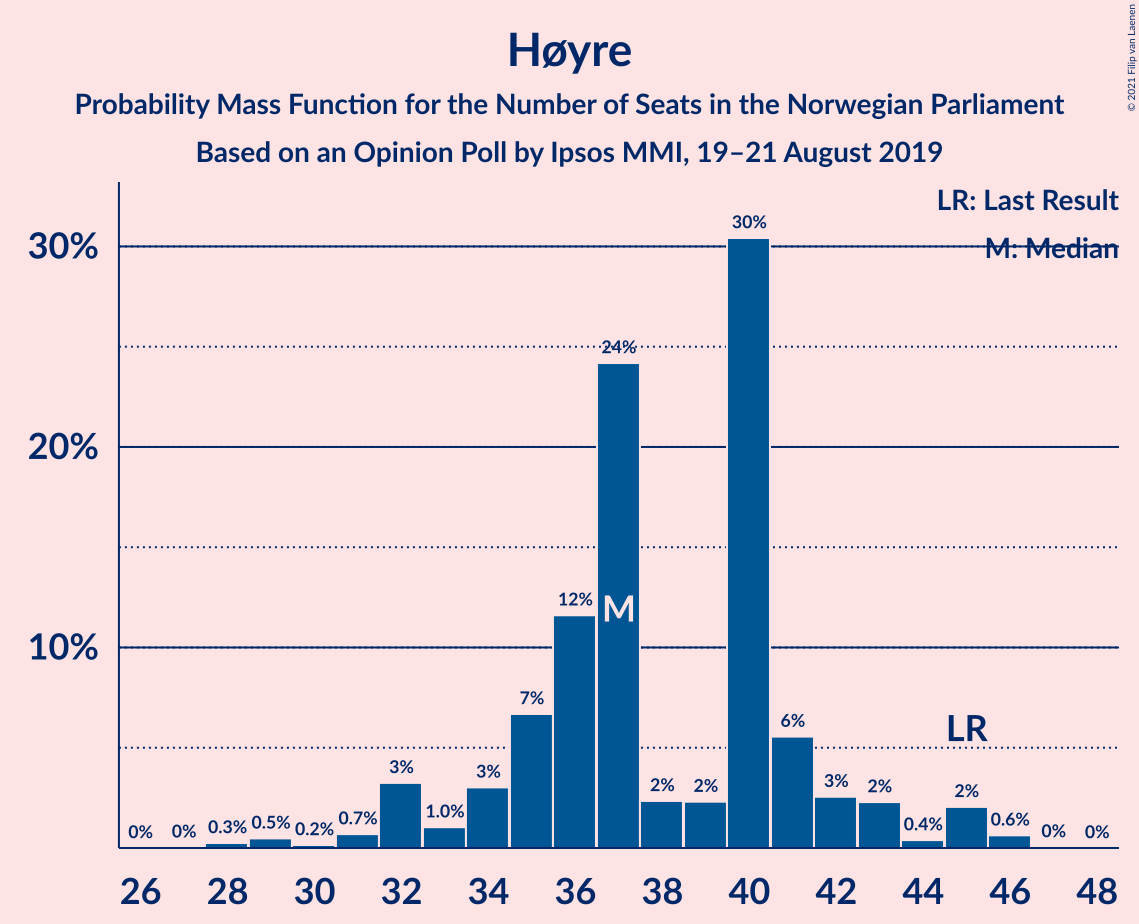 Høyre
Probability Mass Function for the Number of Seats in the Norwegian Parliament
Based on an Opinion Poll by Ipsos MMI, 19–21 August 2019
© 2021 Filip van Laenen
LR: Last Result
M: Median
30%
20%
10%
0% 0% 0.3% 0.5% 0.2% 0.7% 3% 1.0% 3% 7% 12% 24% 2% 2% 30% 6% 3% 2% 0.4% 2% 0.6% 0% 0%
M
LR
26 28 30 32 34 36 38 40 42 44 46 48